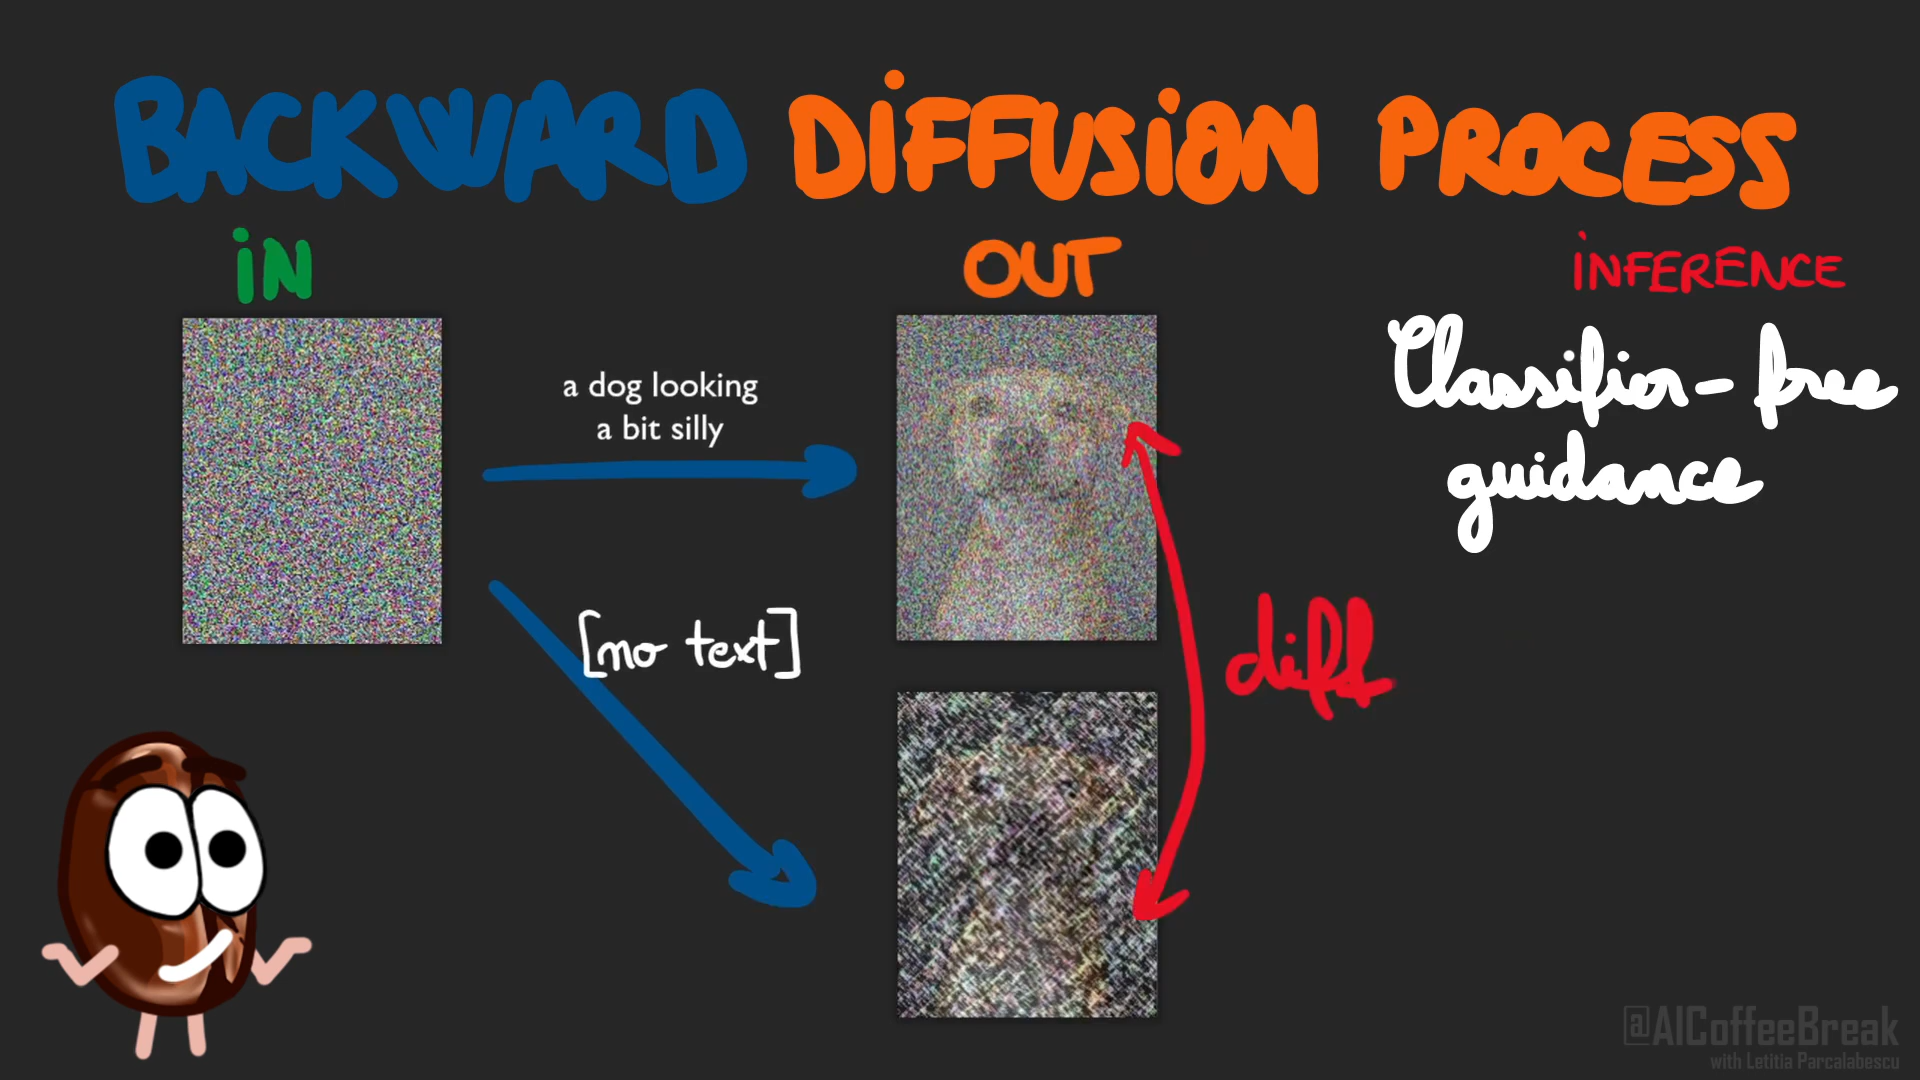 BACKWARD DIFFUSION PROCESS
IN
OUT
INFERENCE
Classifier-free
guidance
a dog looking
a bit silly
[no text]
diff
@AICoffeeBreak
with Letitia Parcalabescu